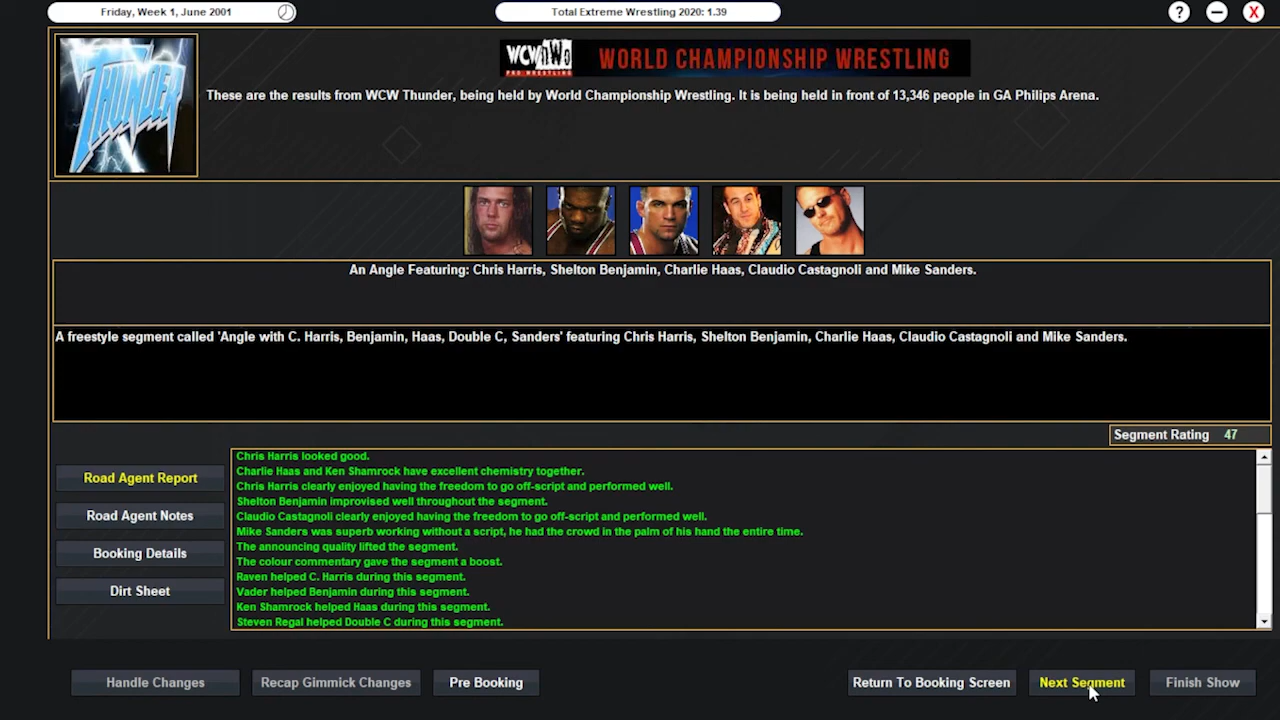 Friday, Week 1, June 2001
Total Extreme Wrestling 2020: 1.39
?
X
THUNDER
WCW
PRO WRESTLING
WORLD CHAMPIONSHIP WRESTLING
These are the results from WCW Thunder, being held by World Championship Wrestling. It is being held in front of 13,346 people in GA Philips Arena.
An Angle Featuring: Chris Harris, Shelton Benjamin, Charlie Haas, Claudio Castagnoli and Mike Sanders.
A freestyle segment called 'Angle with C. Harris, Benjamin, Haas, Double C, Sanders' featuring Chris Harris, Shelton Benjamin, Charlie Haas, Claudio Castagnoli and Mike Sanders.
Segment Rating 47
Road Agent Report
Road Agent Notes
Booking Details
Dirt Sheet
Chris Harris looked good.
Charlie Haas and Ken Shamrock have excellent chemistry together.
Chris Harris clearly enjoyed having the freedom to go off-script and performed well.
Shelton Benjamin improvised well throughout the segment.
Claudio Castagnoli clearly enjoyed having the freedom to go off-script and performed well.
Mike Sanders was superb working without a script, he had the crowd in the palm of his hand the entire time.
The announcing quality lifted the segment.
The colour commentary gave the segment a boost.
Raven helped C. Harris during this segment.
Vader helped Benjamin during this segment.
Ken Shamrock helped Haas during this segment.
Steven Regal helped Double C during this segment.
Handle Changes
Recap Gimmick Changes
Pre Booking
Return To Booking Screen
Next Segment
Finish Show